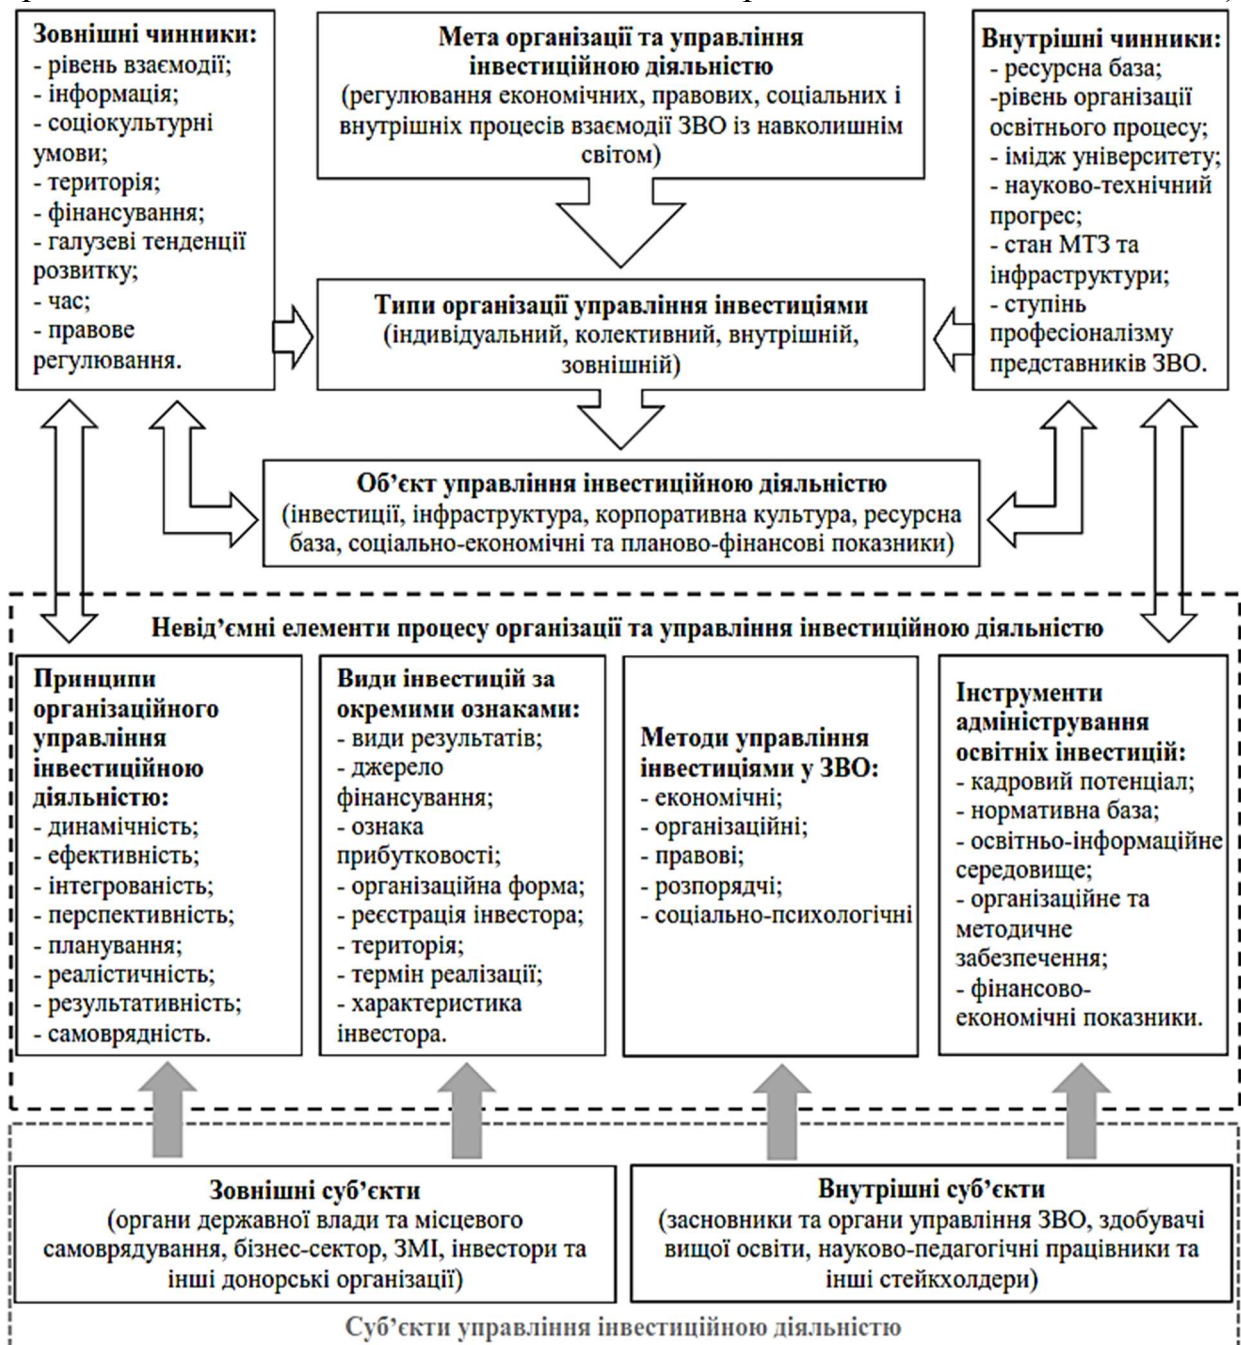 Зовнішні чинники:
- рівень взаємодії;
- інформація;
- соціокультурні
умови;
- територія;
- фінансування;
- галузеві тенденції
розвитку;
- час;
- правове
регулювання.
Мета організації та управління
інвестиційною діяльністю
(регулювання економічних, правових, соціальних і
внутрішніх процесів взаємодії ЗВО із навколишнім
світом)
Внутрішні чинники:
- ресурсна база;
-рівень організації
освітнього процесу;
- імідж університету;
- науково-технічний
прогрес;
- стан МТЗ та
інфраструктури;
- ступінь
професіоналізму
представників ЗВО.
Типи організації управління інвестиціями
(індивідуальний, колективний, внутрішній,
зовнішній)
Об’єкт управління інвестиційною діяльністю
(інвестиції, інфраструктура, корпоративна культура, ресурсна
база, соціально-економічні та планово-фінансові показники)
Невід’ємні елементи процесу організації та управління інвестиційною діяльністю
Принципи
організаційного
управління
інвестиційною
діяльністю:
- динамічність;
- ефективність;
- інтегрованість;
- перспективність;
- планування;
- реалістичність;
- результативність;
- самоврядність.
Види інвестицій за
окремими ознаками:
- види результатів;
- джерело
фінансування;
- ознака
прибутковості;
- організаційна форма;
- реєстрація інвестора;
- територія;
- термін реалізації;
- характеристика
інвестора.
Методи управління
інвестиціями у ЗВО:
- економічні;
- організаційні;
- правові;
- розпорядчі;
- соціально-психологічні
Інструменти
адміністрування
освітніх інвестицій:
- кадровий потенціал;
- нормативна база;
- освітньо-інформаційне
середовище;
- організаційне та
методичне
забезпечення;
- фінансово-
економічні показники.
Зовнішні суб’єкти
(органи державної влади та місцевого
самоврядування, бізнес-сектор, ЗМІ, інвестори та
інші донорські організації)
Внутрішні суб’єкти
(засновники та органи управління ЗВО, здобувачі
вищої освіти, науково-педагогічні працівники та
інші стейкхолдери)
Суб’єкти управління інвестиційною діяльністю